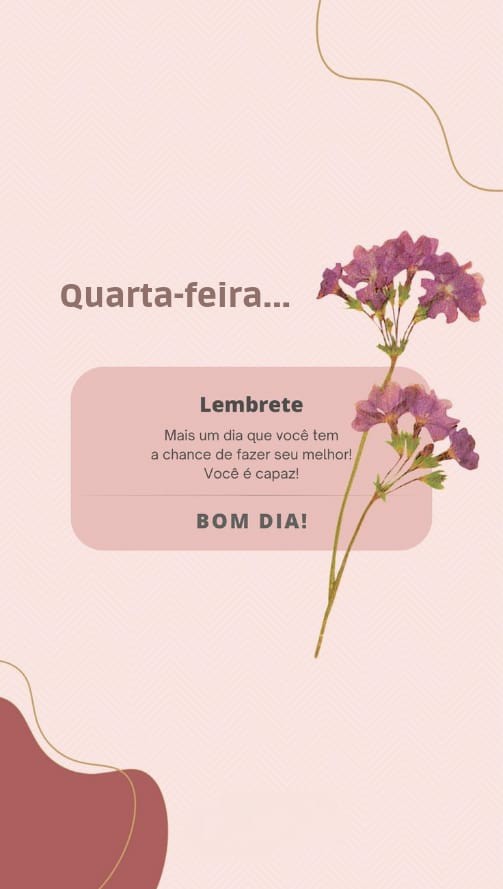 Quarta-feira...
Lembrete
Mais um dia que você tem
a chance de fazer seu melhor!
Você é capaz!
BOM DIA!